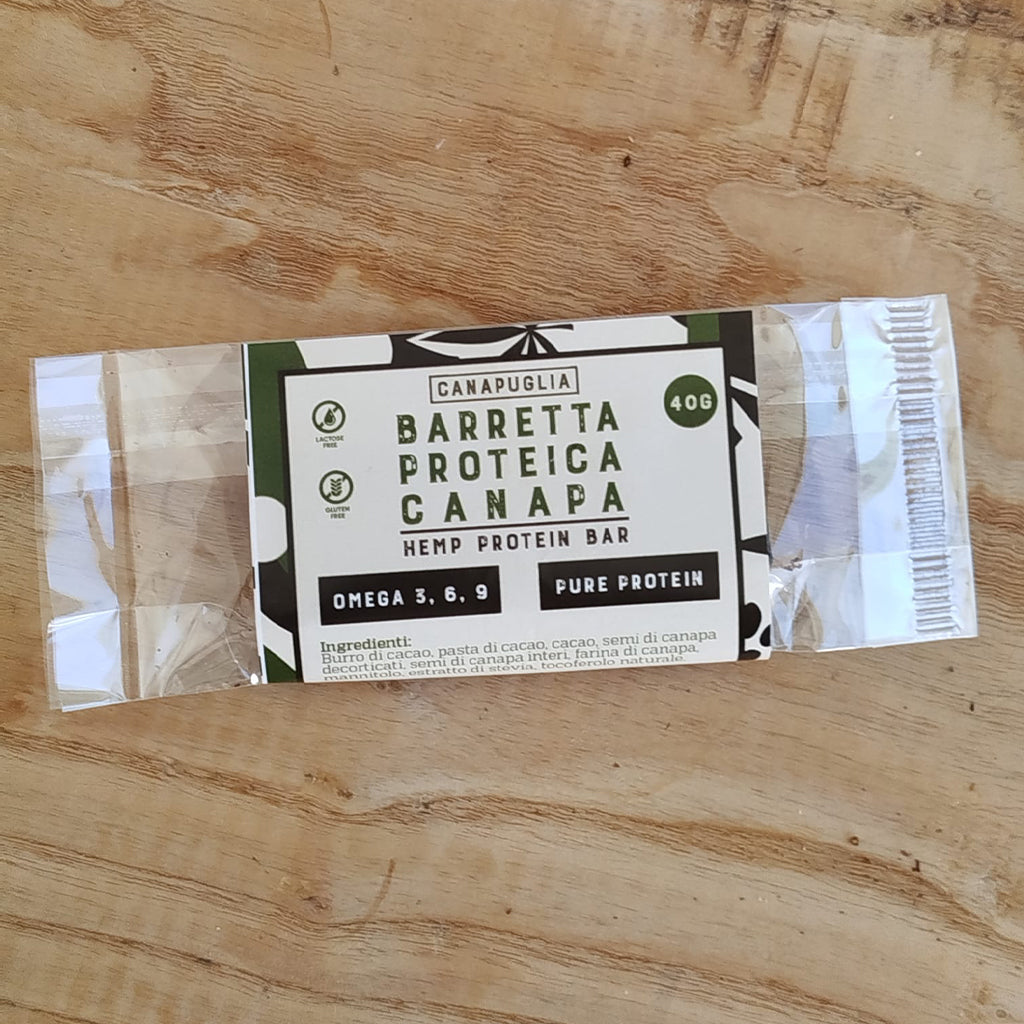 CANAPUGLIA
40G
BARRETTA
PROTEICA
CANAPA
HEMP PROTEIN BAR
LACTOSE
FREE
GLUTEN
FREE
OMEGA 3, 6, 9
PURE PROTEIN
Ingredienti:
Burro di cacao, pasta di cacao, cacao, semi di canapa
decorticati, semi di canapa interi, farina di canapa,
mannitolo, estratto di stevia, tocoferolo naturale.